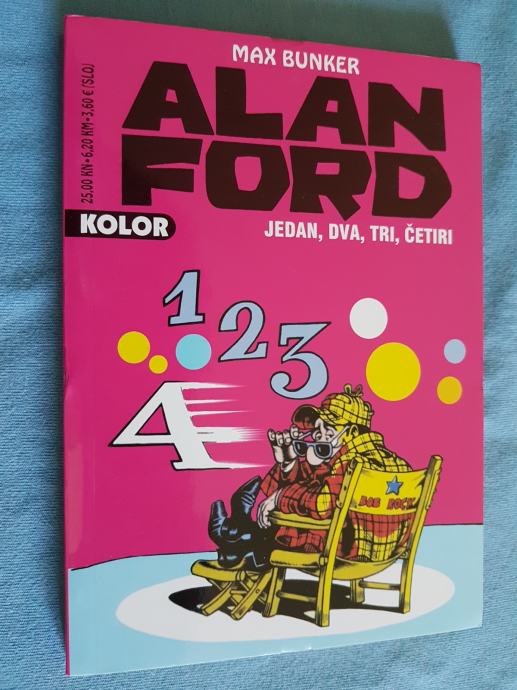 MAX BUNKER
ALAN
FORD
25,00 KN•6,20 KM•3,60 € (SLO)
KOLOR
JEDAN, DVA, TRI, ČETIRI
1
2
3
4
BOB ROCK